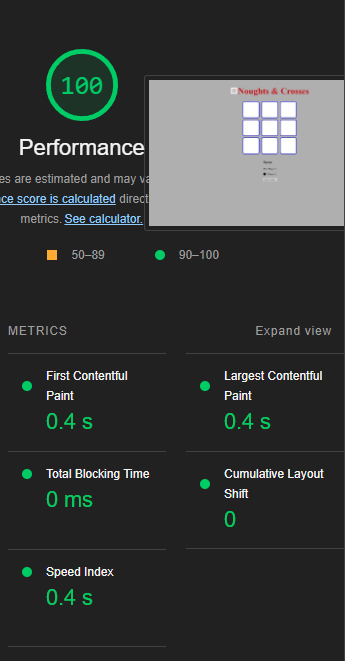 100
Noughts & Crosses
Performance
es are estimated and may va
ce score is calculated direct
metrics. See calculator.
50–89
90–100
METRICS
Expand view
First Contentful
Paint
0.4 s
Largest Contentful
Paint
0.4 s
Total Blocking Time
0 ms
Cumulative Layout
Shift
0
Speed Index
0.4 s